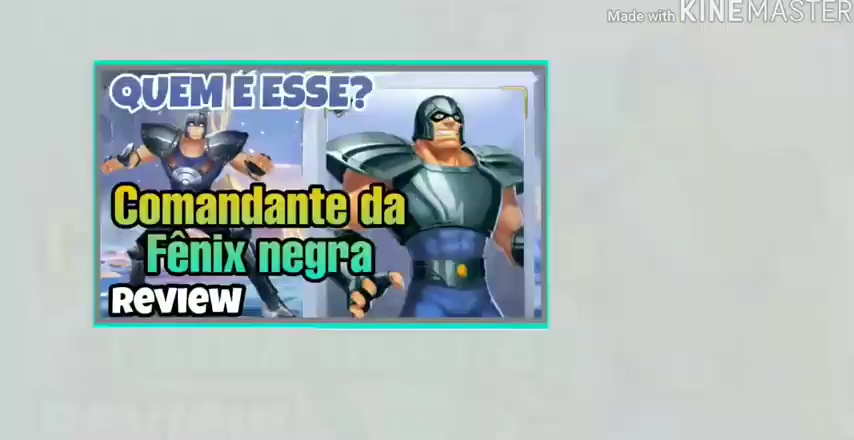 Made with KINEMASTER
QUEM É ESSE?
Comandante da
Fênix negra
REVIEW